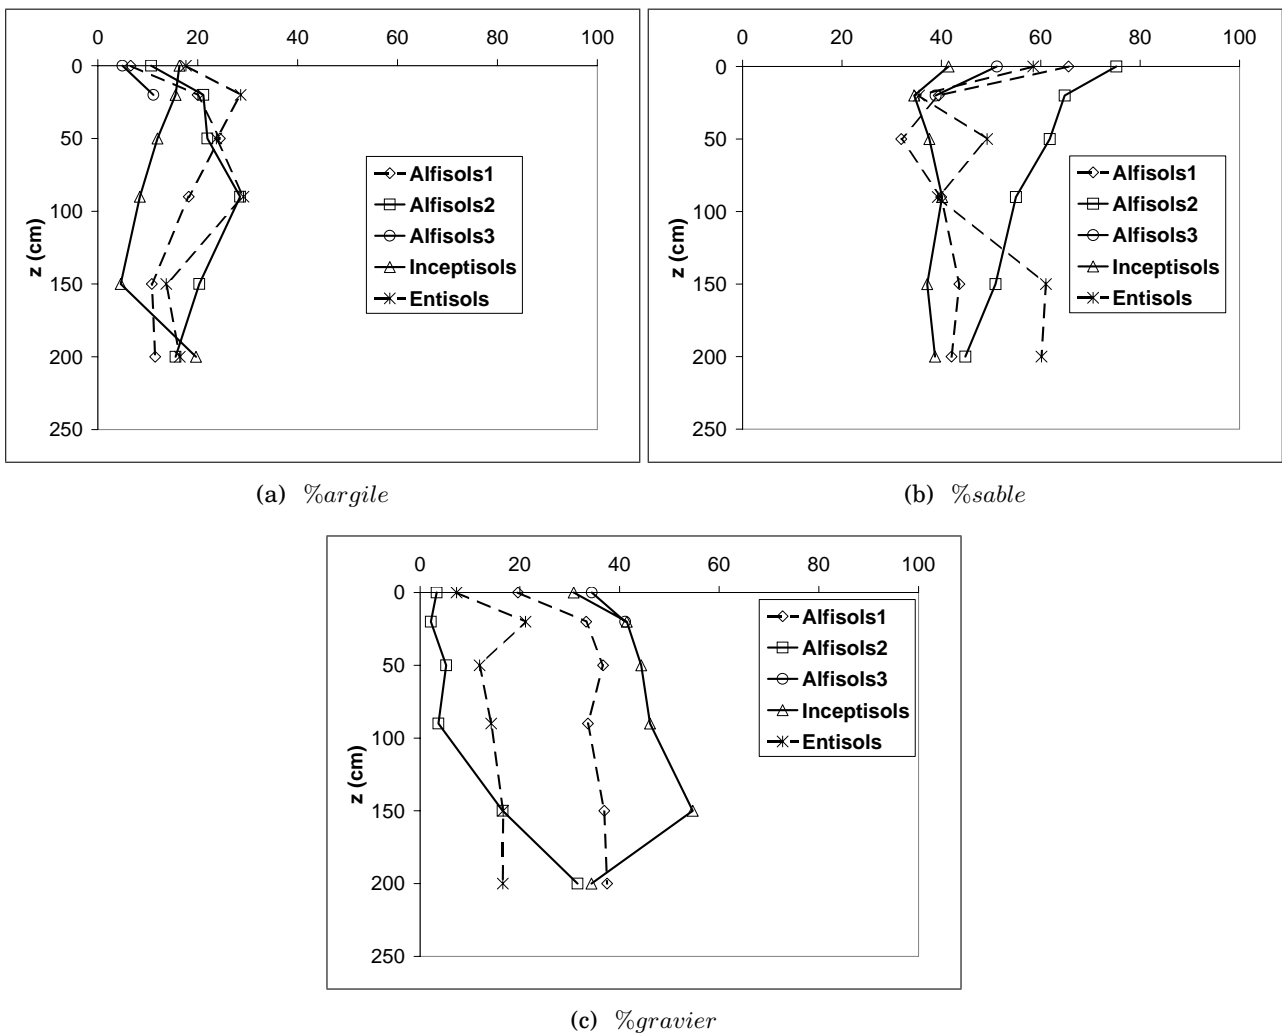 0 20 40 60 80 100
0
50
100
150
200
250
z (cm)
Alfisols1
Alfisols2
Alfisols3
Inceptisols
Entisols
(a) %argile
0 20 40 60 80 100
0
50
100
150
200
250
z (cm)
Alfisols1
Alfisols2
Alfisols3
Inceptisols
Entisols
(b) %sable
0 20 40 60 80 100
0
50
100
150
200
250
z (cm)
Alfisols1
Alfisols2
Alfisols3
Inceptisols
Entisols
(c) %gravier